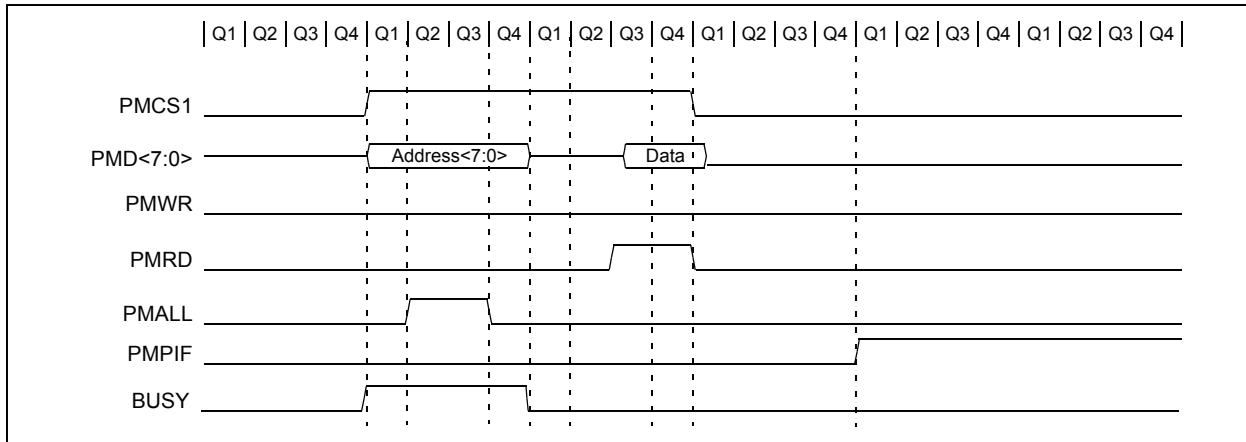 Q1 Q2 Q3 Q4 Q1 Q2 Q3 Q4 Q1 Q2 Q3 Q4 Q1 Q2 Q3 Q4 Q1 Q2 Q3 Q4 Q1 Q2 Q3 Q4
PMCS1
PMD<7:0> Address<7:0> Data
PMWR
PMRD
PMALL
PMPIF
BUSY